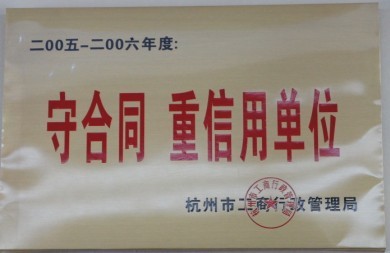 二00五-二00六年度:
守合同 重信用单位
杭州市工商行政管理局